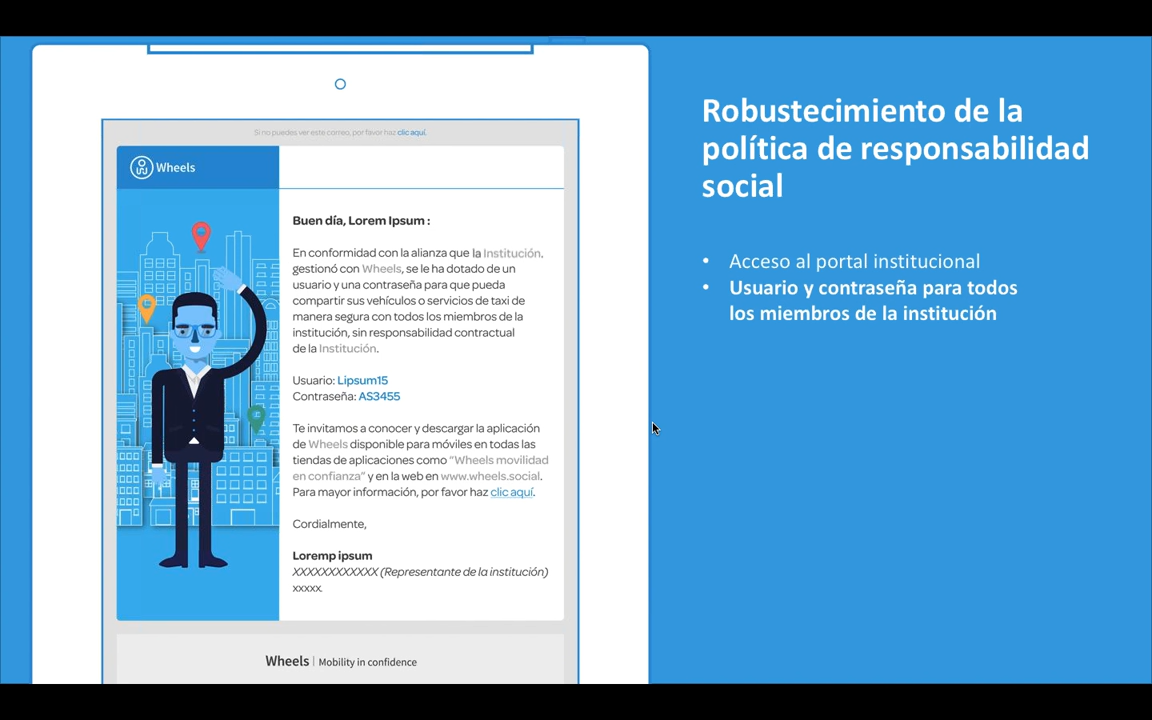 Si no puedes ver este correo, por favor haz clic aquí.
Wheels
Buen día, Lorem Ipsum :
En conformidad con la alianza que la Institución.
gestionó con Wheels, se le ha dotado de un
usuario y una contraseña para que pueda
compartir sus vehículos o servicios de taxi de
manera segura con todos los miembros de la
institución, sin responsabilidad contractual
de la Institución.
Usuario: Lipsum15
Contraseña: AS3455
Te invitamos a conocer y descargar la aplicación
de Wheels disponible para móviles en todas las
tiendas de aplicaciones como "Wheels movilidad
en confianza" y en la web en www.wheels.social.
Para mayor información, por favor haz clic aquí.
Cordialmente,
Loremp ipsum
XXXXXXXXXXXX (Representante de la institución)
xxxxx.
Wheels | Mobility in confidence
Robustecimiento de la
política de responsabilidad
social
• Acceso al portal institucional
• Usuario y contraseña para todos
los miembros de la institución